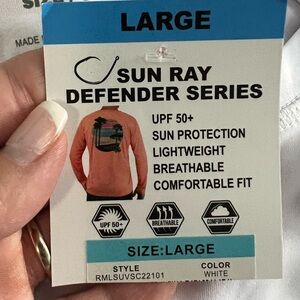 LARGE
MADE
SUN RAY
DEFENDER SERIES
UPF 50+
SUN PROTECTION
LIGHTWEIGHT
BREATHABLE
COMFORTABLE FIT
UPF 50+
BREATHABLE
COMFORTABLE
SIZE:LARGE
STYLE COLOR
RMLSUVSC22101 WHITE